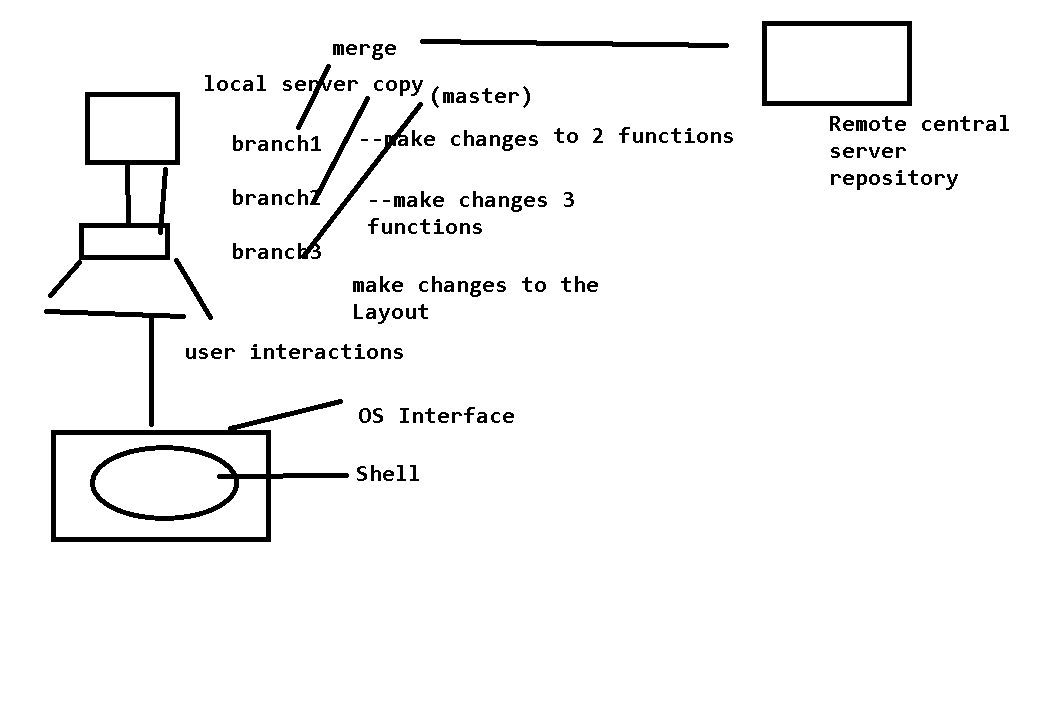 merge
local server copy
(master)
branch1
--make changes to 2 functions
Remote central
server
repository
branch2
--make changes 3
functions
branch3
make changes to the
Layout
user interactions
OS Interface
Shell